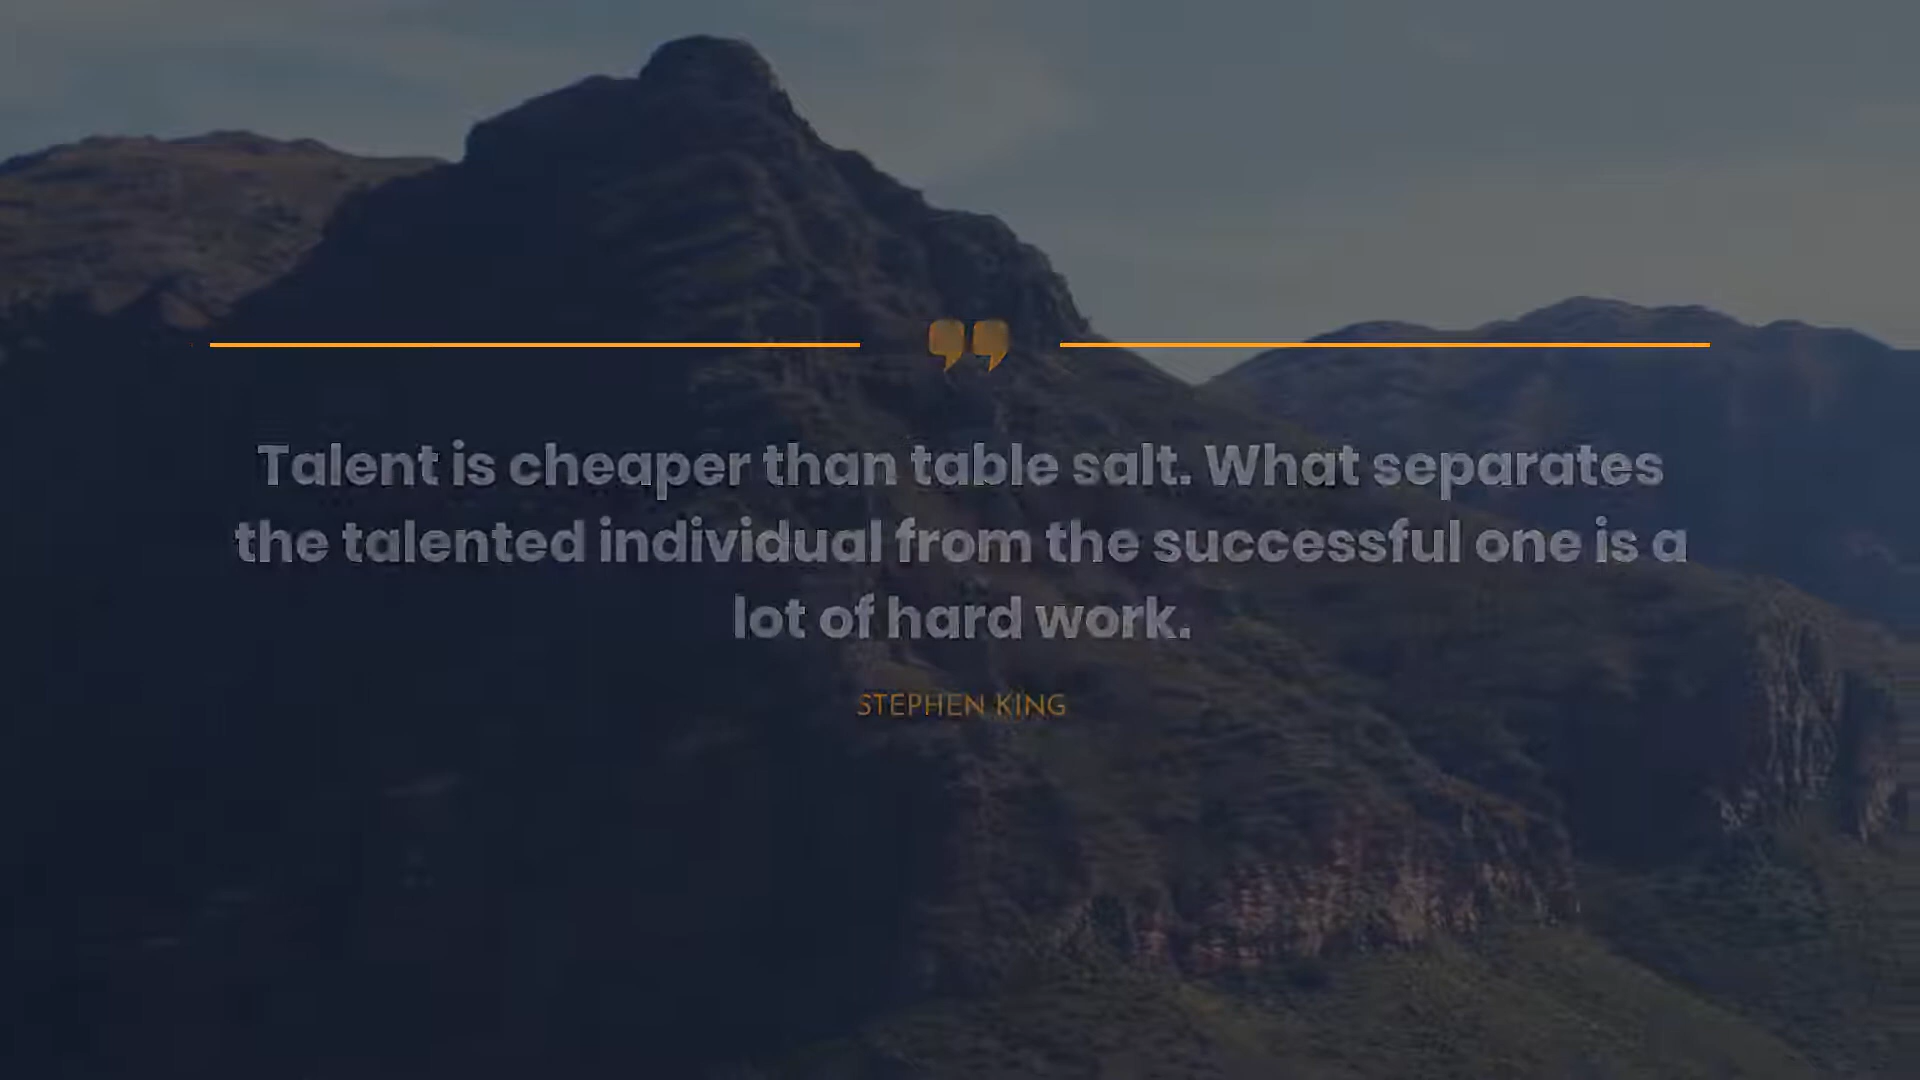 Talent is cheaper than table salt. What separates
the talented individual from the successful one is a
lot of hard work.
STEPHEN KING